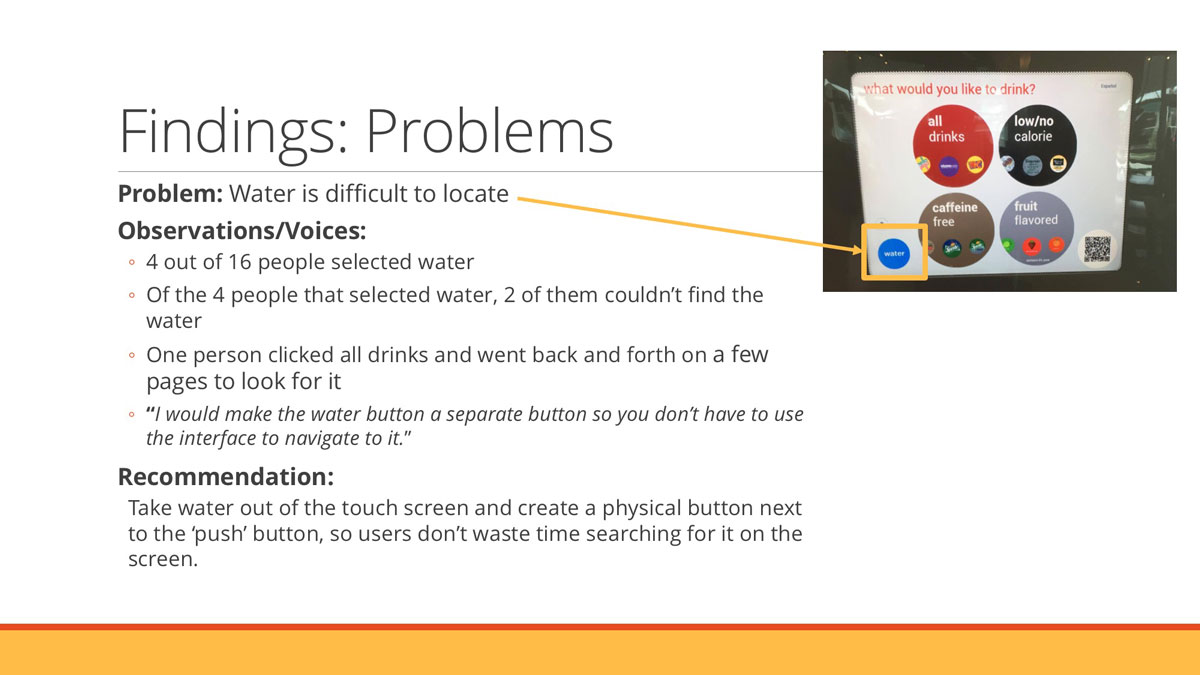 Findings: Problems
Problem: Water is difficult to locate
Observations/Voices:
◦ 4 out of 16 people selected water
◦ Of the 4 people that selected water, 2 of them couldn’t find the
water
◦ One person clicked all drinks and went back and forth on a few
pages to look for it
◦ “I would make the water button a separate button so you don’t have to use
the interface to navigate to it.”
Recommendation:
Take water out of the touch screen and create a physical button next
to the ‘push’ button, so users don’t waste time searching for it on the
screen.
what would you like to drink?
Español
all
drinks
low/no
calorie
caffeine
free
fruit
flavored
water